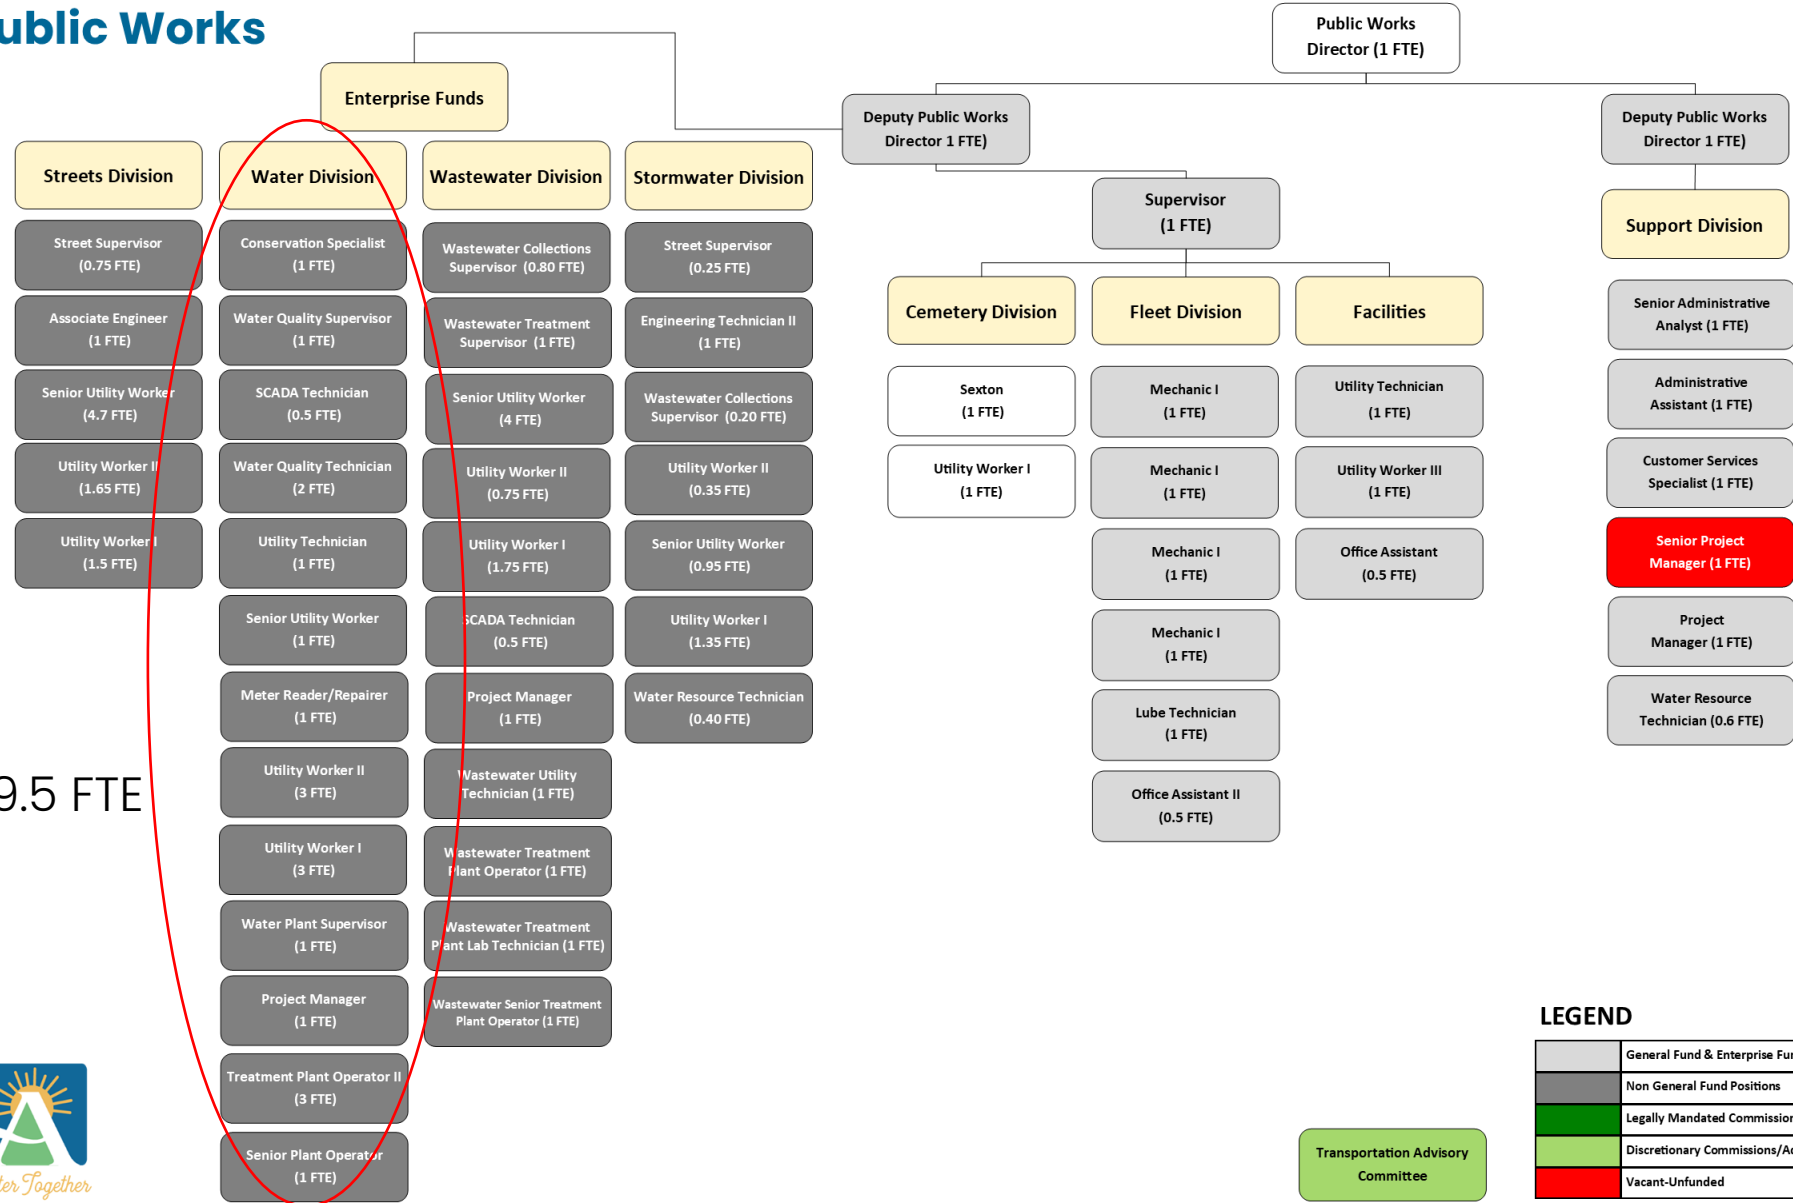 ublic Works
Public Works
Director (1 FTE)
Enterprise Funds
Deputy Public Works
Director 1 FTE)
Deputy Public Works
Director 1 FTE)
Streets Division
Water Division
Wastewater Division
Stormwater Division
Supervisor
(1 FTE)
Support Division
Street Supervisor
(0.75 FTE)
Associate Engineer
(1 FTE)
Senior Utility Worker
(4.7 FTE)
Utility Worker II
(1.65 FTE)
Utility Worker I
(1.5 FTE)
Conservation Specialist
(1 FTE)
Water Quality Supervisor
(1 FTE)
SCADA Technician
(0.5 FTE)
Water Quality Technician
(2 FTE)
Utility Technician
(1 FTE)
Senior Utility Worker
(1 FTE)
Meter Reader/Repairer
(1 FTE)
Utility Worker II
(3 FTE)
Utility Worker I
(3 FTE)
Water Plant Supervisor
(1 FTE)
Project Manager
(1 FTE)
Treatment Plant Operator II
(3 FTE)
Senior Plant Operator
(1 FTE)
Wastewater Collections
Supervisor (0.80 FTE)
Wastewater Treatment
Supervisor (1 FTE)
Senior Utility Worker
(4 FTE)
Utility Worker II
(0.75 FTE)
Utility Worker I
(1.75 FTE)
SCADA Technician
(0.5 FTE)
Project Manager
(1 FTE)
Wastewater Utility
Technician (1 FTE)
Wastewater Treatment
Plant Operator (1 FTE)
Wastewater Treatment
Plant Lab Technician (1 FTE)
Wastewater Senior Treatment
Plant Operator (1 FTE)
Street Supervisor
(0.25 FTE)
Engineering Technician II
(1 FTE)
Wastewater Collections
Supervisor (0.20 FTE)
Utility Worker II
(0.35 FTE)
Senior Utility Worker
(0.95 FTE)
Utility Worker I
(1.35 FTE)
Water Resource Technician
(0.40 FTE)
Cemetery Division
Fleet Division
Facilities
Sexton
(1 FTE)
Utility Worker I
(1 FTE)
Mechanic I
(1 FTE)
Mechanic I
(1 FTE)
Mechanic I
(1 FTE)
Mechanic I
(1 FTE)
Lube Technician
(1 FTE)
Office Assistant II
(0.5 FTE)
Utility Technician
(1 FTE)
Utility Worker III
(1 FTE)
Office Assistant
(0.5 FTE)
Senior Administrative
Analyst (1 FTE)
Administrative
Assistant (1 FTE)
Customer Services
Specialist (1 FTE)
Senior Project
Manager (1 FTE)
Project
Manager (1 FTE)
Water Resource
Technician (0.6 FTE)
9.5 FTE
A
ter Together
Transportation Advisory
Committee
LEGEND
General Fund & Enterprise Fu
Non General Fund Positions
Legally Mandated Commission
Discretionary Commissions/A
Vacant-Unfunded